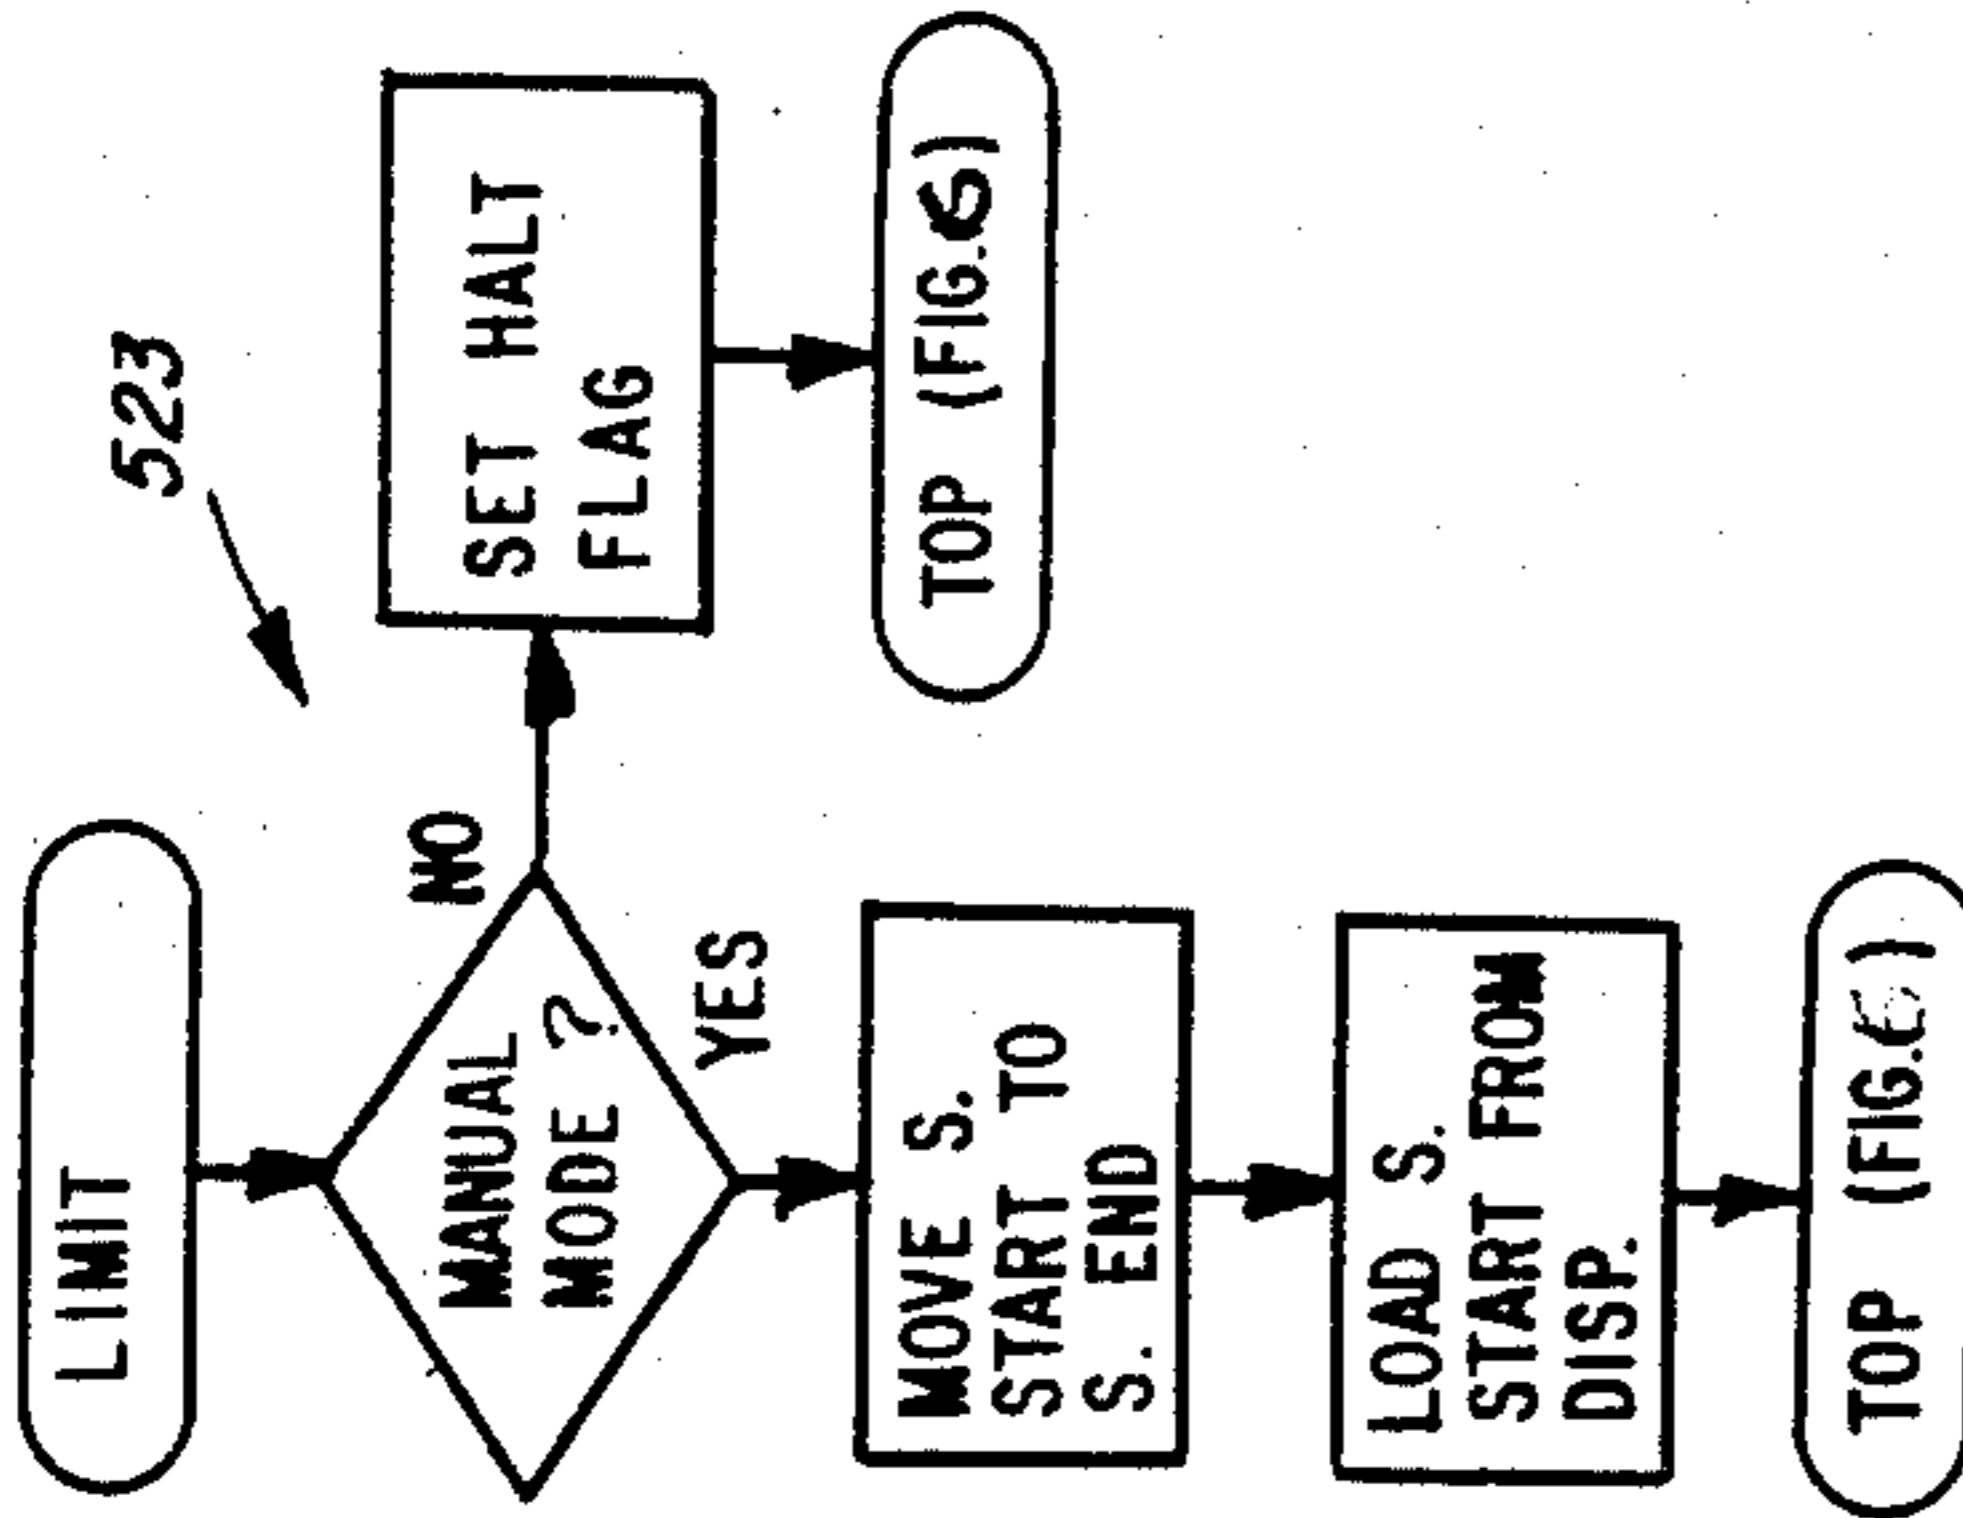 LIMIT
523
MANUAL
MODE ?
NO
SET HALT
FLAG
TOP (FIG.6)
YES
MOVE S.
START TO
S. END
LOAD S.
START FROM
DISP.
TOP (FIG.6)